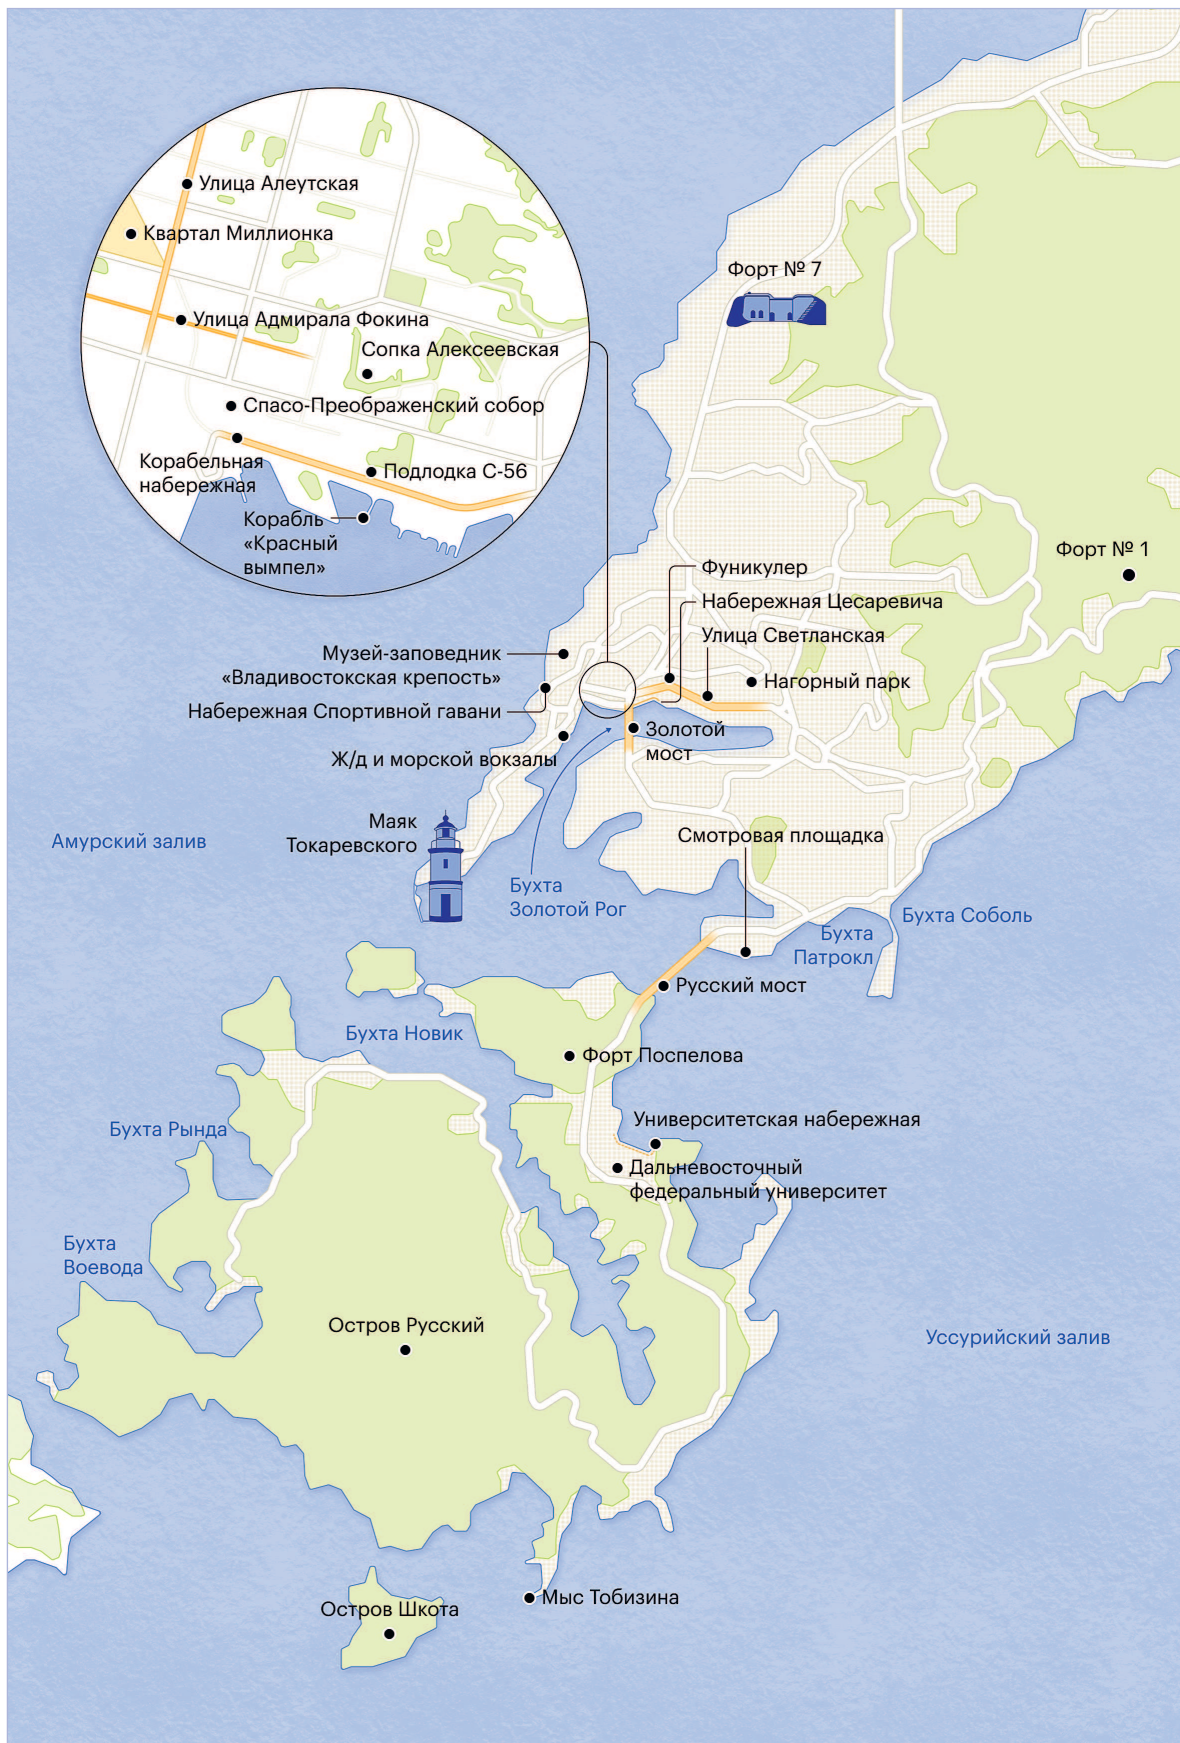 Улица Алеутская
Квартал Миллионка
Форт № 7
Улица Адмирала Фокина
Сопка Алексеевская
Спасо-Преображенский собор
Корабельная
набережная
Подлодка С-56
Корабль
«Красный
вымпел»
Форт № 1
Фуникулер
Набережная Цесаревича
Улица Светланская
Музей-заповедник
«Владивостокская крепость»
Нагорный парк
Набережная Спортивной гавани
Золотой
мост
Ж/д и морской вокзалы
Маяк
Токаревского
Амурский залив
Смотровая площадка
Бухта
Золотой Рог
Бухта Соболь
Бухта
Патрокл
Русский мост
Бухта Новик
Форт Поспелова
Университетская набережная
Бухта Рында
Дальневосточный
федеральный университет
Бухта
Воевода
Остров Русский
Уссурийский залив
Мыс Тобизина
Остров Шкота